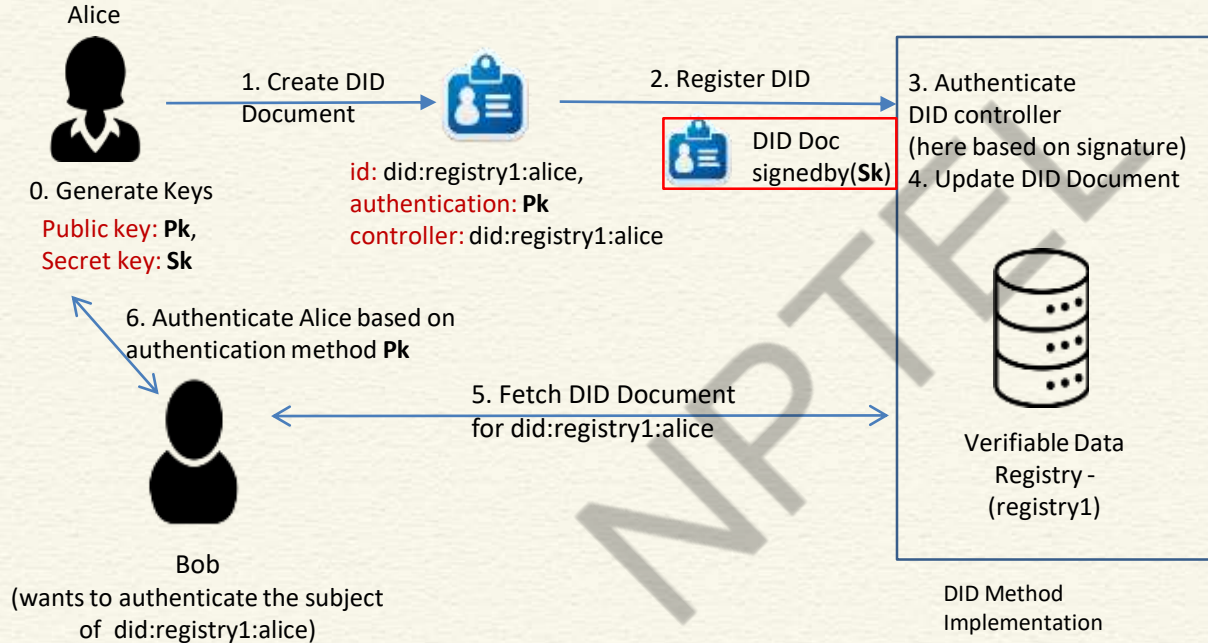 Alice
1. Create DID
Document
2. Register DID
3. Authenticate
DID controller
(here based on signature)
4. Update DID Document
DID Doc
signedby(Sk)
0. Generate Keys
Public key: Pk,
Secret key: Sk
id: did:registry1:alice,
authentication: Pk
controller: did:registry1:alice
6. Authenticate Alice based on
authentication method Pk
5. Fetch DID Document
for did:registry1:alice
Verifiable Data
Registry -
(registry1)
Bob
(wants to authenticate the subject
of did:registry1:alice)
DID Method
Implementation
NPTEL